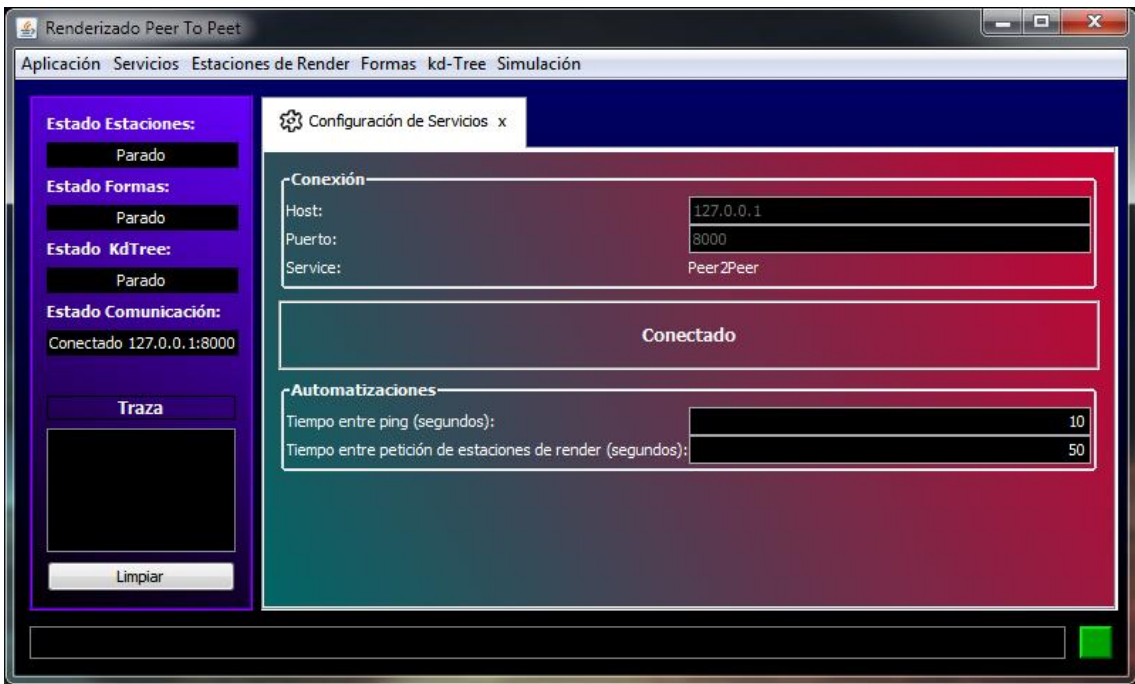 Renderizado Peer To Peet
Aplicación Servicios Estaciones de Render Formas kd-Tree Simulación
Estado Estaciones:
Parado
Estado Formas:
Parado
Estado KdTree:
Parado
Estado Comunicación:
Conectado 127.0.0.1:8000
Traza
Limpiar
Configuración de Servicios x
Conexión
Host: 127.0.0.1
Puerto: 8000
Service: Peer2Peer
Conectado
Automatizaciones
Tiempo entre ping (segundos): 10
Tiempo entre petición de estaciones de render (segundos): 50